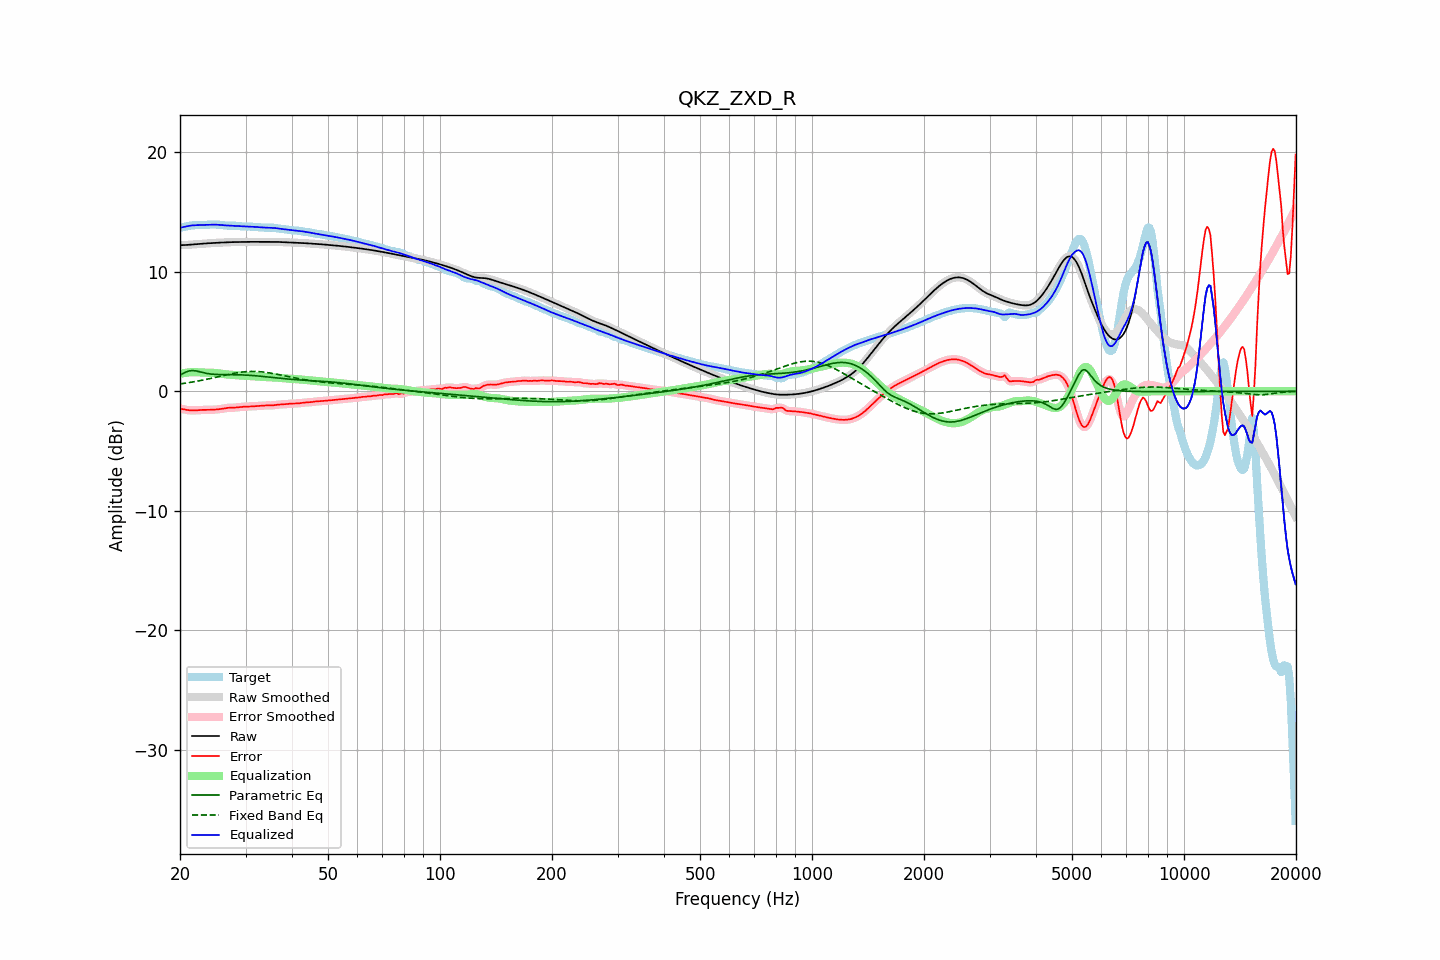 QKZ_ZXD_R
20
10
0
−10
−20
−30
Amplitude (dBr)
Target
Raw Smoothed
Error Smoothed
Raw
Error
Equalization
Parametric Eq
Fixed Band Eq
Equalized
20 50 100 200 500 1000 2000 5000 10000 20000
Frequency (Hz)